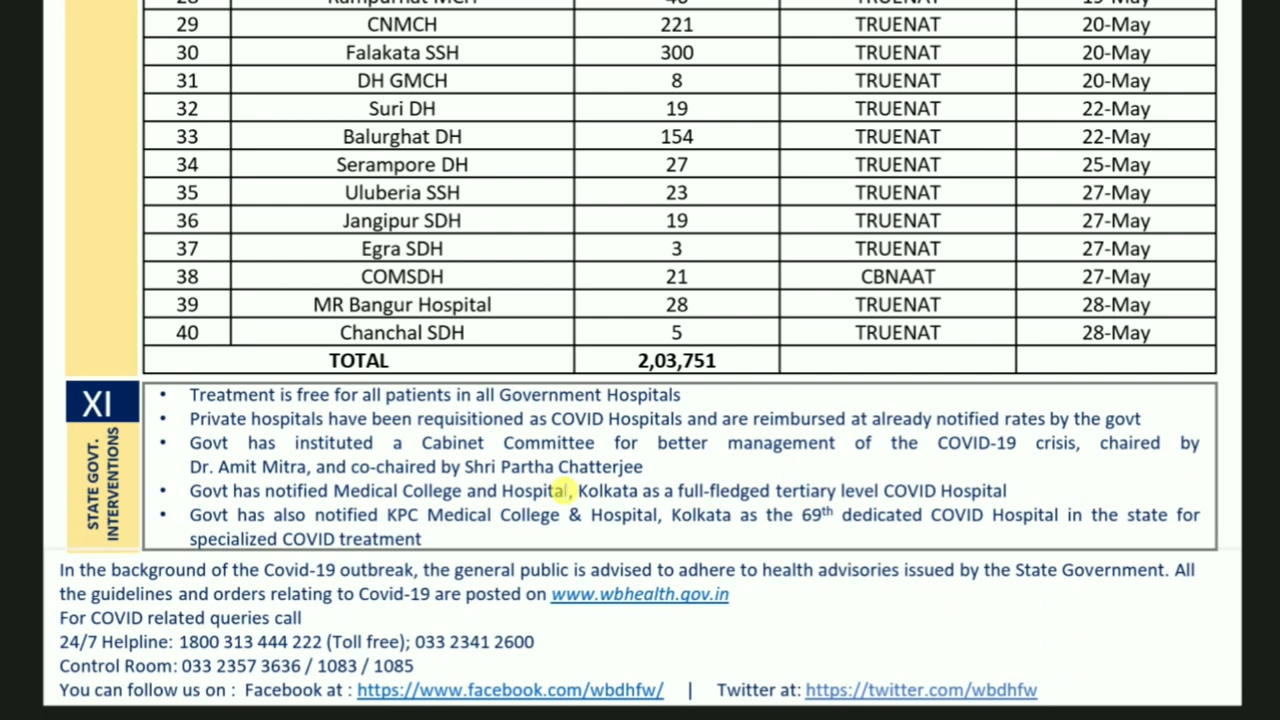 29 CNMCH 221 TRUENAT 20-May
30 Falakata SSH 300 TRUENAT 20-May
31 DH GMCH 8 TRUENAT 20-May
32 Suri DH 19 TRUENAT 22-May
33 Balurghat DH 154 TRUENAT 22-May
34 Serampore DH 27 TRUENAT 25-May
35 Uluberia SSH 23 TRUENAT 27-May
36 Jangipur SDH 19 TRUENAT 27-May
37 Egra SDH 3 TRUENAT 27-May
38 COMSDH 21 CBNAAT 27-May
39 MR Bangur Hospital 28 TRUENAT 28-May
40 Chanchal SDH 5 TRUENAT 28-May
TOTAL 2,03,751
XI
STATE GOVT.
INTERVENTIONS
• Treatment is free for all patients in all Government Hospitals
• Private hospitals have been requisitioned as COVID Hospitals and are reimbursed at already notified rates by the govt
• Govt has instituted a Cabinet Committee for better management of the COVID-19 crisis, chaired by
Dr. Amit Mitra, and co-chaired by Shri Partha Chatterjee
• Govt has notified Medical College and Hospital, Kolkata as a full-fledged tertiary level COVID Hospital
• Govt has also notified KPC Medical College & Hospital, Kolkata as the 69th dedicated COVID Hospital in the state for
specialized COVID treatment
In the background of the Covid-19 outbreak, the general public is advised to adhere to health advisories issued by the State Government. All
the guidelines and orders relating to Covid-19 are posted on www.wbhealth.gov.in
For COVID related queries call
24/7 Helpline: 1800 313 444 222 (Toll free); 033 2341 2600
Control Room: 033 2357 3636 / 1083 / 1085
You can follow us on : Facebook at : https://www.facebook.com/wbdhfw/ | Twitter at: https://twitter.com/wbdhfw